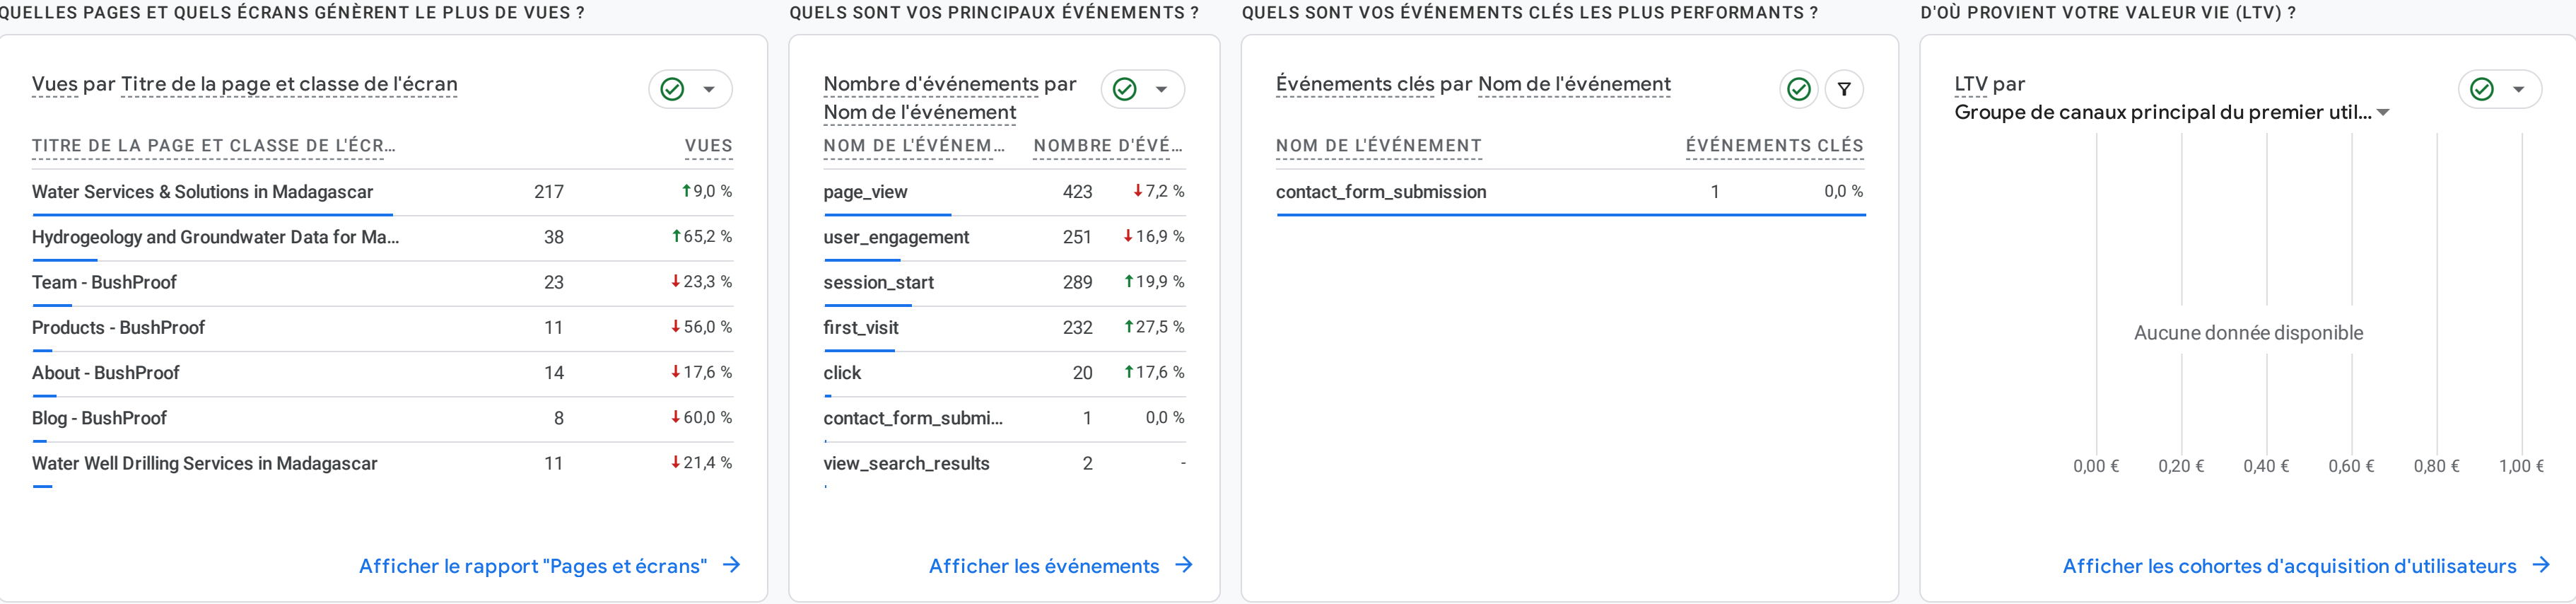 QUELLES PAGES ET QUELS ÉCRANS GÉNÈRENT LE PLUS DE VUES ?
Vues par Titre de la page et classe de l'écran
TITRE DE LA PAGE ET CLASSE DE L'ÉCR… VUES
Water Services & Solutions in Madagascar 217 ↑9,0 %
Hydrogeology and Groundwater Data for Ma… 38 ↑65,2 %
Team - BushProof 23 ↓23,3 %
Products - BushProof 11 ↓56,0 %
About - BushProof 14 ↓17,6 %
Blog - BushProof 8 ↓60,0 %
Water Well Drilling Services in Madagascar 11 ↓21,4 %
Afficher le rapport "Pages et écrans" →
QUELS SONT VOS PRINCIPAUX ÉVÉNEMENTS ?
Nombre d'événements par
Nom de l'événement
NOM DE L'ÉVÉNEM… NOMBRE D'ÉVÉ…
page_view 423 ↓7,2 %
user_engagement 251 ↓16,9 %
session_start 289 ↑19,9 %
first_visit 232 ↑27,5 %
click 20 ↑17,6 %
contact_form_submi… 1 0,0 %
view_search_results 2 -
Afficher les événements →
QUELS SONT VOS ÉVÉNEMENTS CLÉS LES PLUS PERFORMANTS ?
Événements clés par Nom de l'événement
NOM DE L'ÉVÉNEMENT ÉVÉNEMENTS CLÉS
contact_form_submission 1 0,0 %
D'OÙ PROVIENT VOTRE VALEUR VIE (LTV) ?
LTV par
Groupe de canaux principal du premier util…
Aucune donnée disponible
0,00 € 0,20 € 0,40 € 0,60 € 0,80 € 1,00 €
Afficher les cohortes d'acquisition d'utilisateurs →